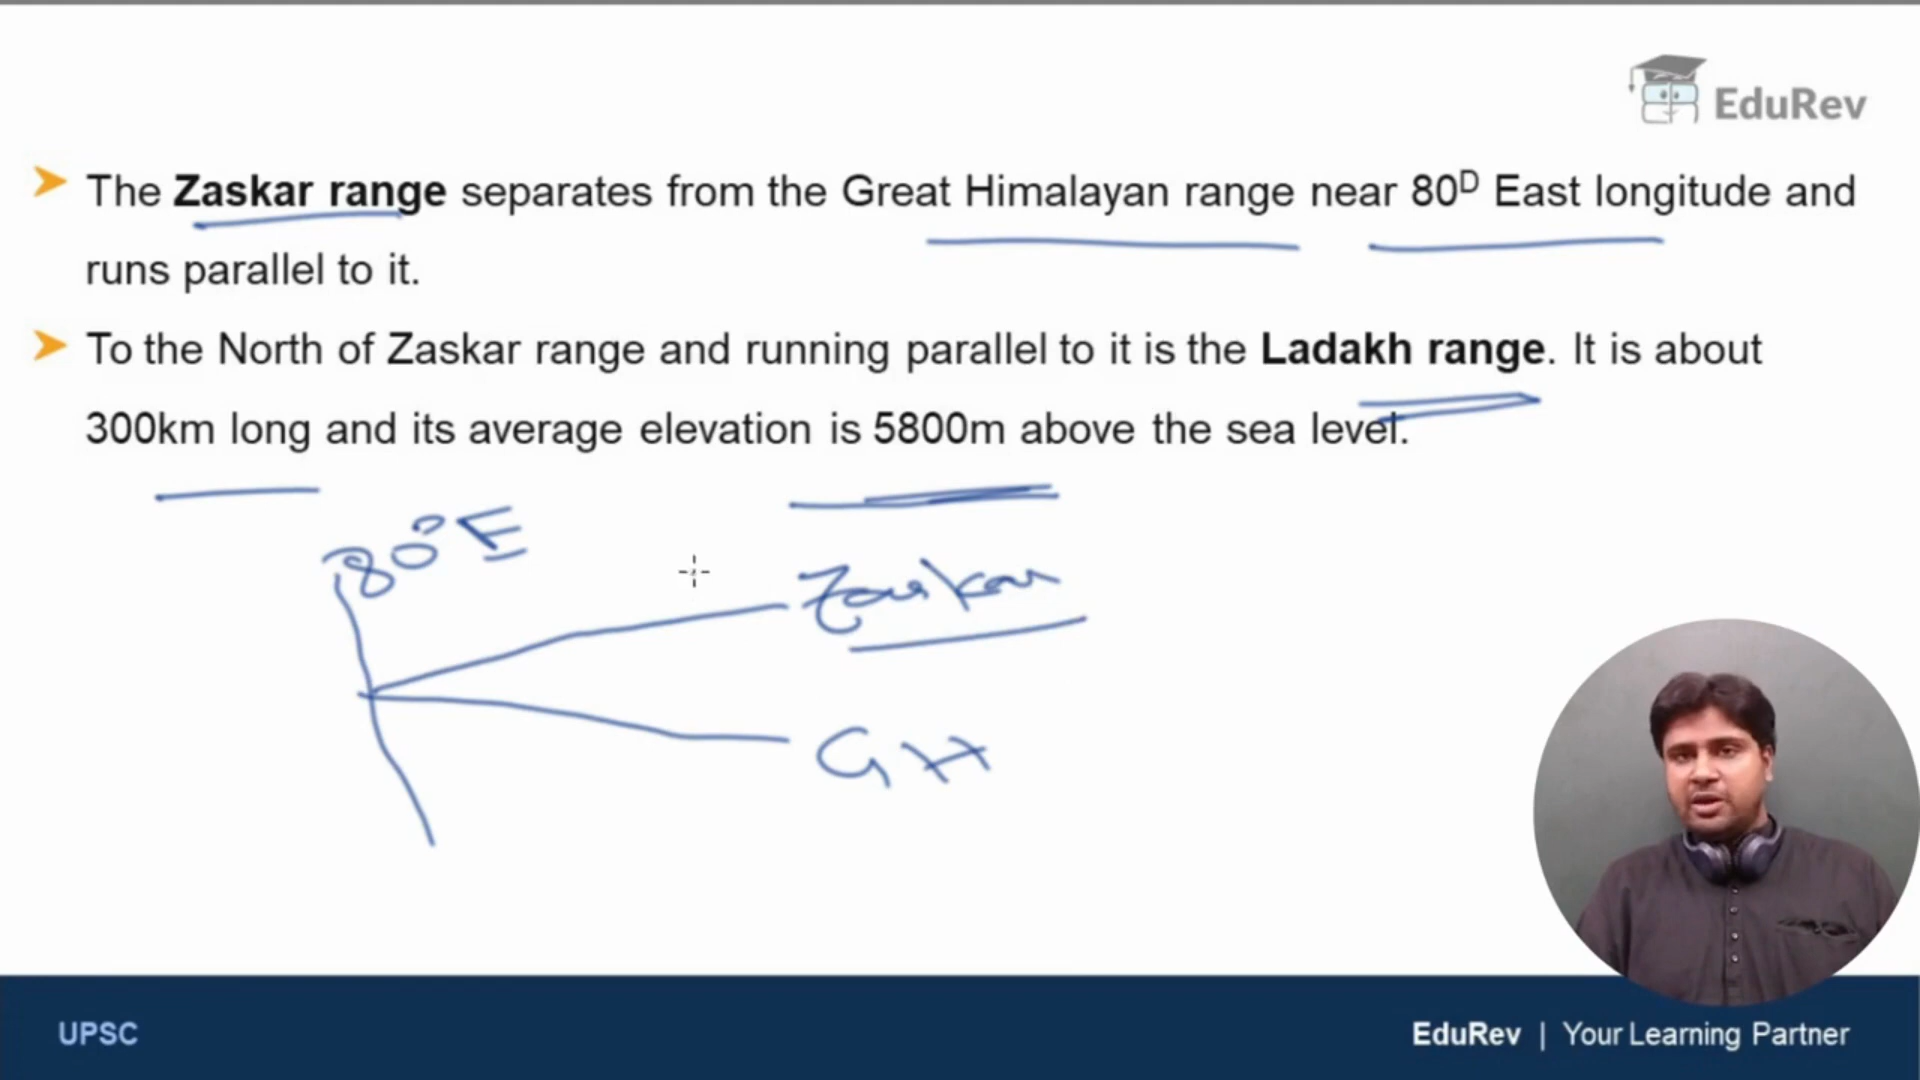 EduRev
The Zaskar range separates from the Great Himalayan range near 80ᴰ East longitude and
runs parallel to it.
To the North of Zaskar range and running parallel to it is the Ladakh range. It is about
300km long and its average elevation is 5800m above the sea level.
80°E
Zaskar
GH
UPSC
EduRev | Your Learning Partner